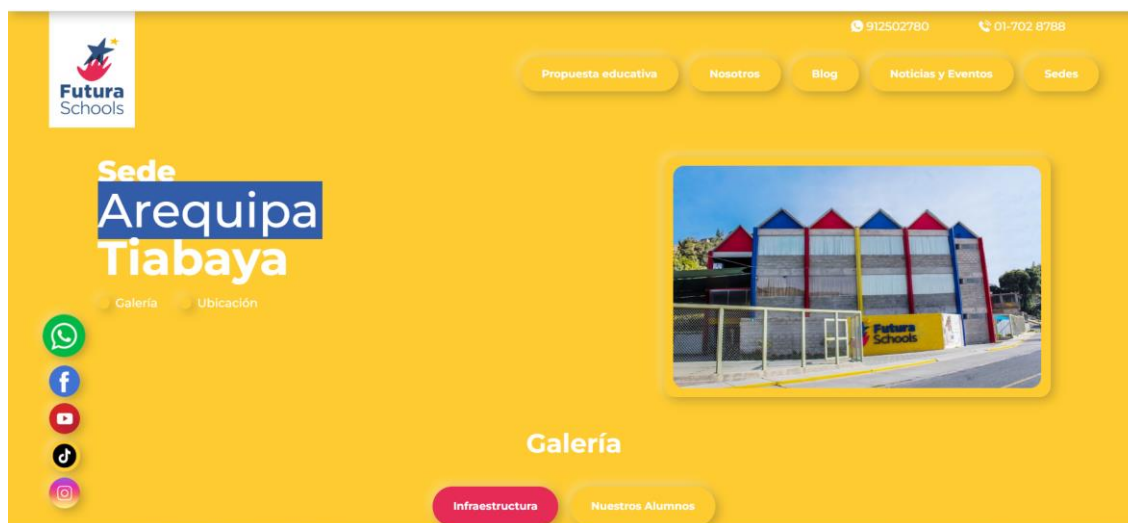 912502780
01-702 8788
Futura
Schools
Propuesta educativa
Nosotros
Blog
Noticias y Eventos
Sedes
Sede
Arequipa
Tiabaya
Galería
Ubicación
Futura
Schools
Galería
Infraestructura
Nuestros Alumnos